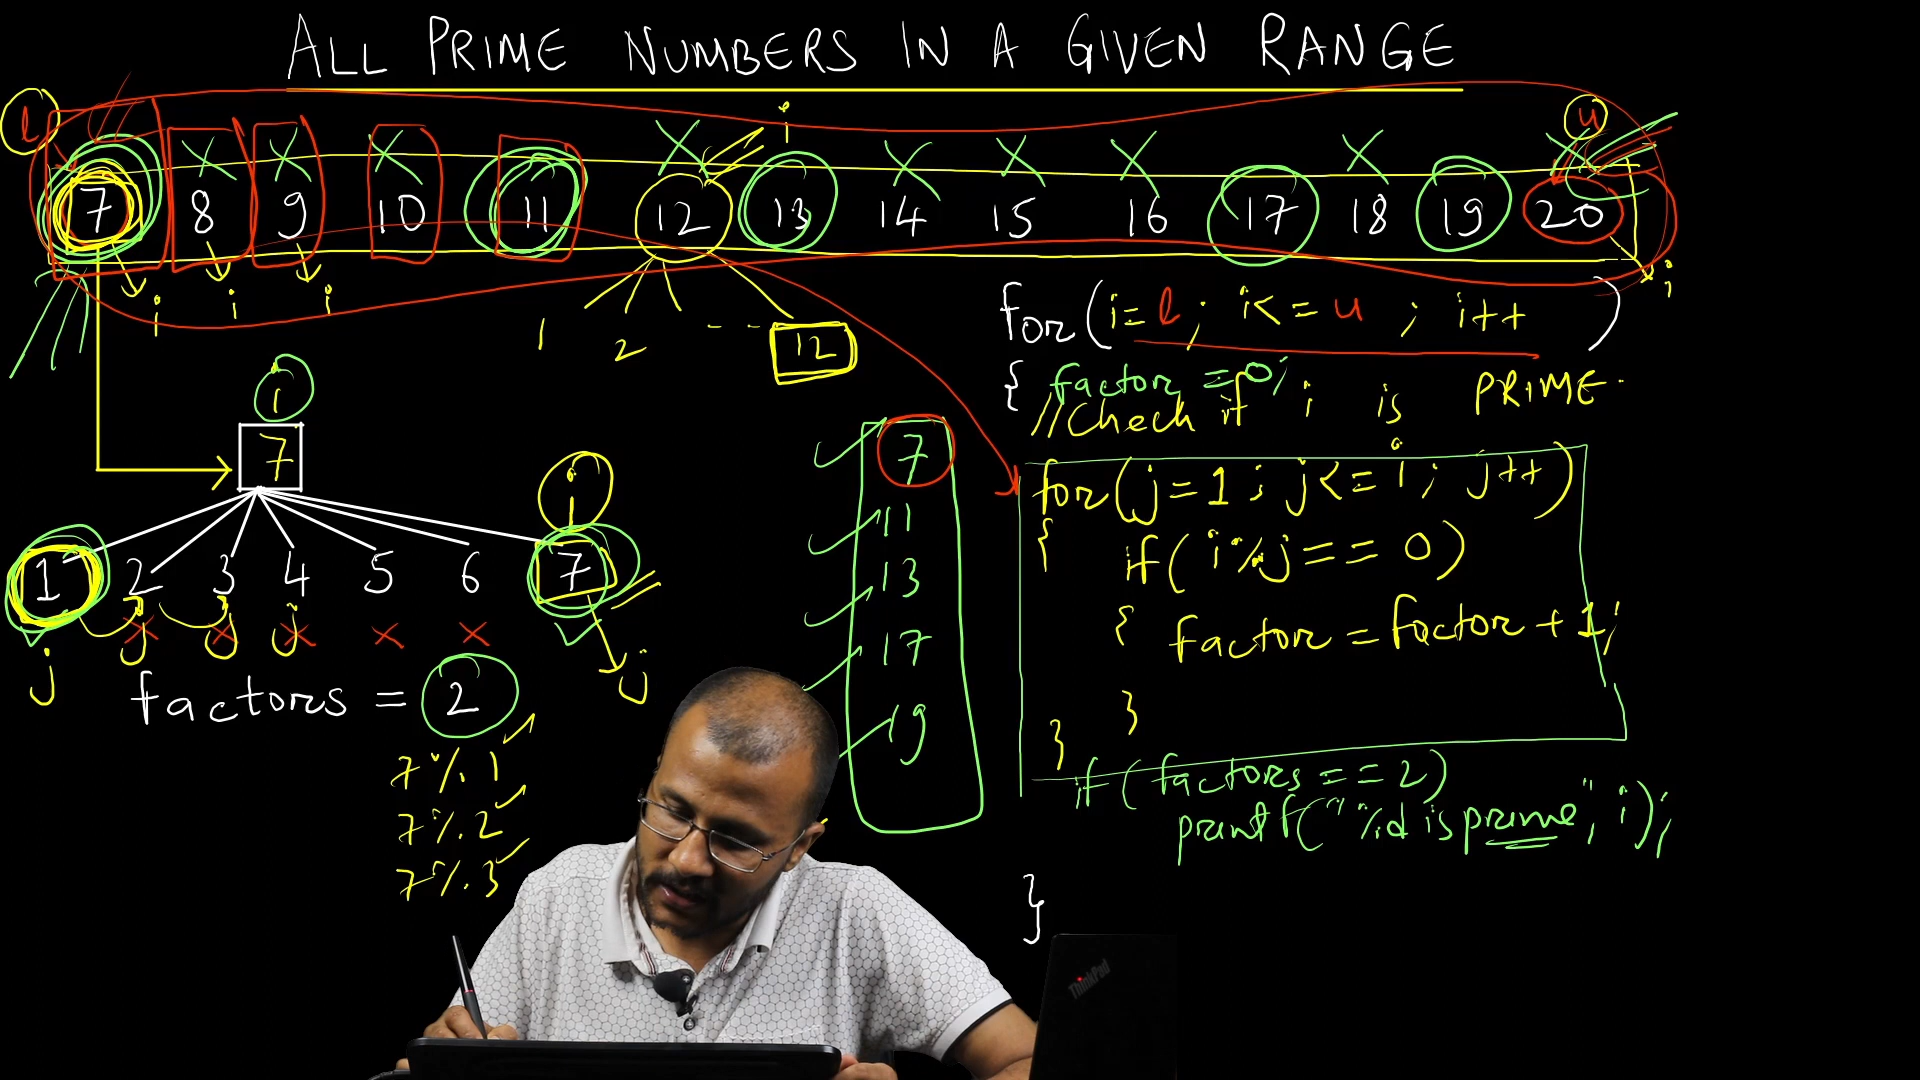 ALL PRIME NUMBERS IN A GIVEN RANGE
l i u
7 8 9 10 11 12 13 14 15 16 17 18 19 20
i i i i
1 2 -- -- 12
for(i=l; i<=u; i++)
{ factor = 0;
//Check if i is PRIME.
i
7
i
1 2 3 4 5 6 7
j j j j j
factors = 2
7%1
7%2
7%3
7
11
13
17
19
for(j=1; j<=i; j++)
{ if(i%j==0)
{ factor=factor+1;
}
}
if(factors==2)
printf("%d is prime", i);
}
ThinkPad